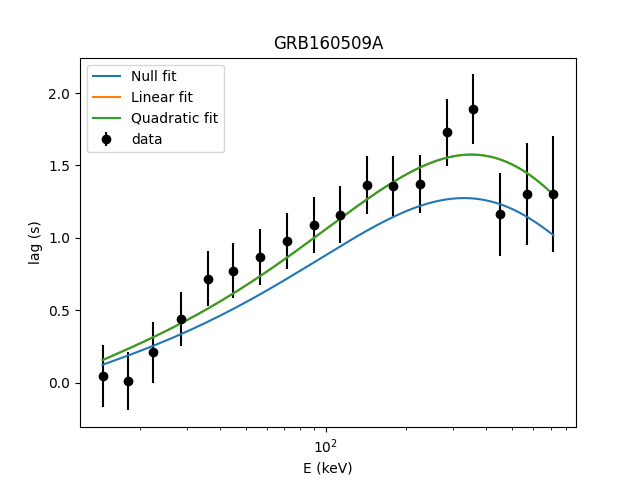 GRB160509A
Null fit
Linear fit
Quadratic fit
data
2.0
1.5
1.0
0.5
0.0
lag (s)
10²
E (keV)